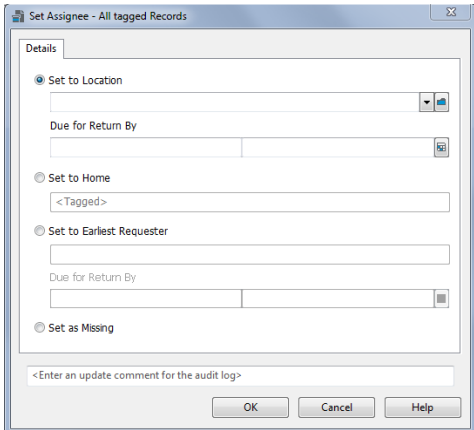 Set Assignee - All tagged Records
Details
Set to Location
Due for Return By
Set to Home
<Tagged>
Set to Earliest Requester
Due for Return By
Set as Missing
<Enter an update comment for the audit log>
OK Cancel Help